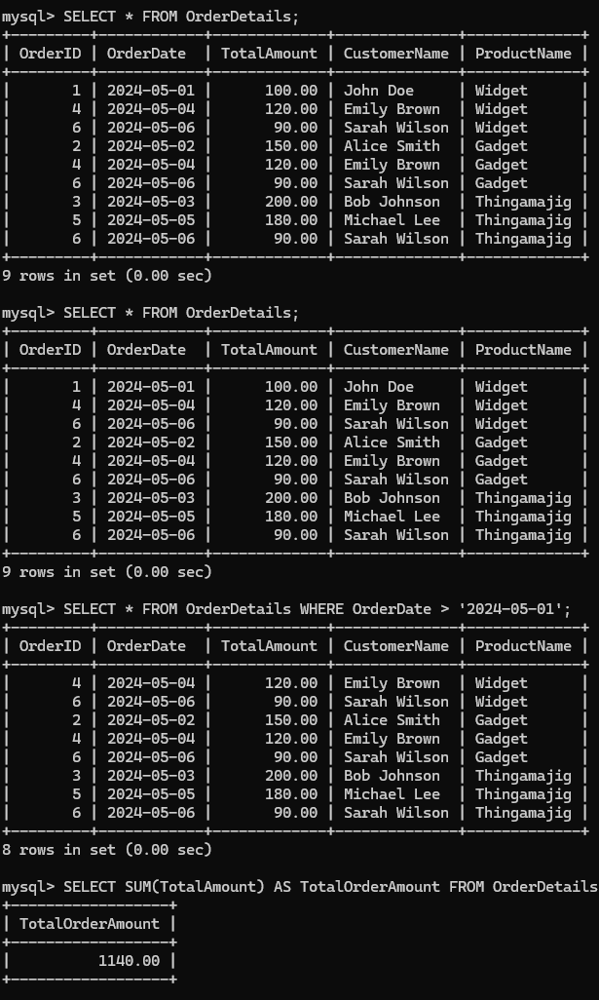 mysql> SELECT * FROM OrderDetails;
+---------+------------+-------------+--------------+-------------+
| OrderID | OrderDate  | TotalAmount | CustomerName | ProductName |
+---------+------------+-------------+--------------+-------------+
|       1 | 2024-05-01 |      100.00 | John Doe     | Widget      |
|       4 | 2024-05-04 |      120.00 | Emily Brown  | Widget      |
|       6 | 2024-05-06 |       90.00 | Sarah Wilson | Widget      |
|       2 | 2024-05-02 |      150.00 | Alice Smith  | Gadget      |
|       4 | 2024-05-04 |      120.00 | Emily Brown  | Gadget      |
|       6 | 2024-05-06 |       90.00 | Sarah Wilson | Gadget      |
|       3 | 2024-05-03 |      200.00 | Bob Johnson  | Thingamajig |
|       5 | 2024-05-05 |      180.00 | Michael Lee  | Thingamajig |
|       6 | 2024-05-06 |       90.00 | Sarah Wilson | Thingamajig |
+---------+------------+-------------+--------------+-------------+
9 rows in set (0.00 sec)
mysql> SELECT * FROM OrderDetails;
+---------+------------+-------------+--------------+-------------+
| OrderID | OrderDate  | TotalAmount | CustomerName | ProductName |
+---------+------------+-------------+--------------+-------------+
|       1 | 2024-05-01 |      100.00 | John Doe     | Widget      |
|       4 | 2024-05-04 |      120.00 | Emily Brown  | Widget      |
|       6 | 2024-05-06 |       90.00 | Sarah Wilson | Widget      |
|       2 | 2024-05-02 |      150.00 | Alice Smith  | Gadget      |
|       4 | 2024-05-04 |      120.00 | Emily Brown  | Gadget      |
|       6 | 2024-05-06 |       90.00 | Sarah Wilson | Gadget      |
|       3 | 2024-05-03 |      200.00 | Bob Johnson  | Thingamajig |
|       5 | 2024-05-05 |      180.00 | Michael Lee  | Thingamajig |
|       6 | 2024-05-06 |       90.00 | Sarah Wilson | Thingamajig |
+---------+------------+-------------+--------------+-------------+
9 rows in set (0.00 sec)
mysql> SELECT * FROM OrderDetails WHERE OrderDate > '2024-05-01';
+---------+------------+-------------+--------------+-------------+
| OrderID | OrderDate  | TotalAmount | CustomerName | ProductName |
+---------+------------+-------------+--------------+-------------+
|       4 | 2024-05-04 |      120.00 | Emily Brown  | Widget      |
|       6 | 2024-05-06 |       90.00 | Sarah Wilson | Widget      |
|       2 | 2024-05-02 |      150.00 | Alice Smith  | Gadget      |
|       4 | 2024-05-04 |      120.00 | Emily Brown  | Gadget      |
|       6 | 2024-05-06 |       90.00 | Sarah Wilson | Gadget      |
|       3 | 2024-05-03 |      200.00 | Bob Johnson  | Thingamajig |
|       5 | 2024-05-05 |      180.00 | Michael Lee  | Thingamajig |
|       6 | 2024-05-06 |       90.00 | Sarah Wilson | Thingamajig |
+---------+------------+-------------+--------------+-------------+
8 rows in set (0.00 sec)
mysql> SELECT SUM(TotalAmount) AS TotalOrderAmount FROM OrderDetails
+------------------+
| TotalOrderAmount |
+------------------+
|          1140.00 |
+------------------+